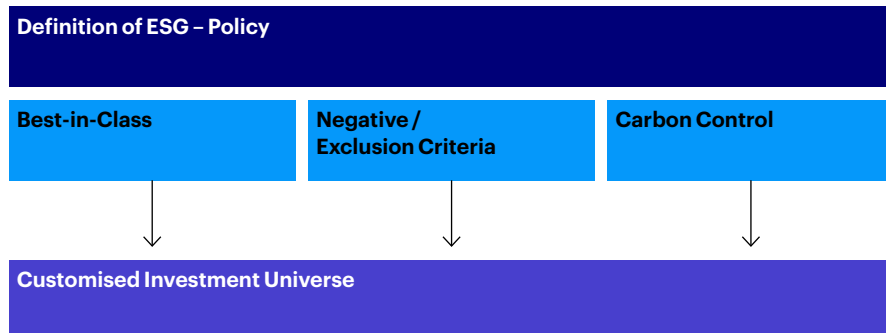 Definition of ESG – Policy
Best-in-Class
Negative /
Exclusion Criteria
Carbon Control
Customised Investment Universe